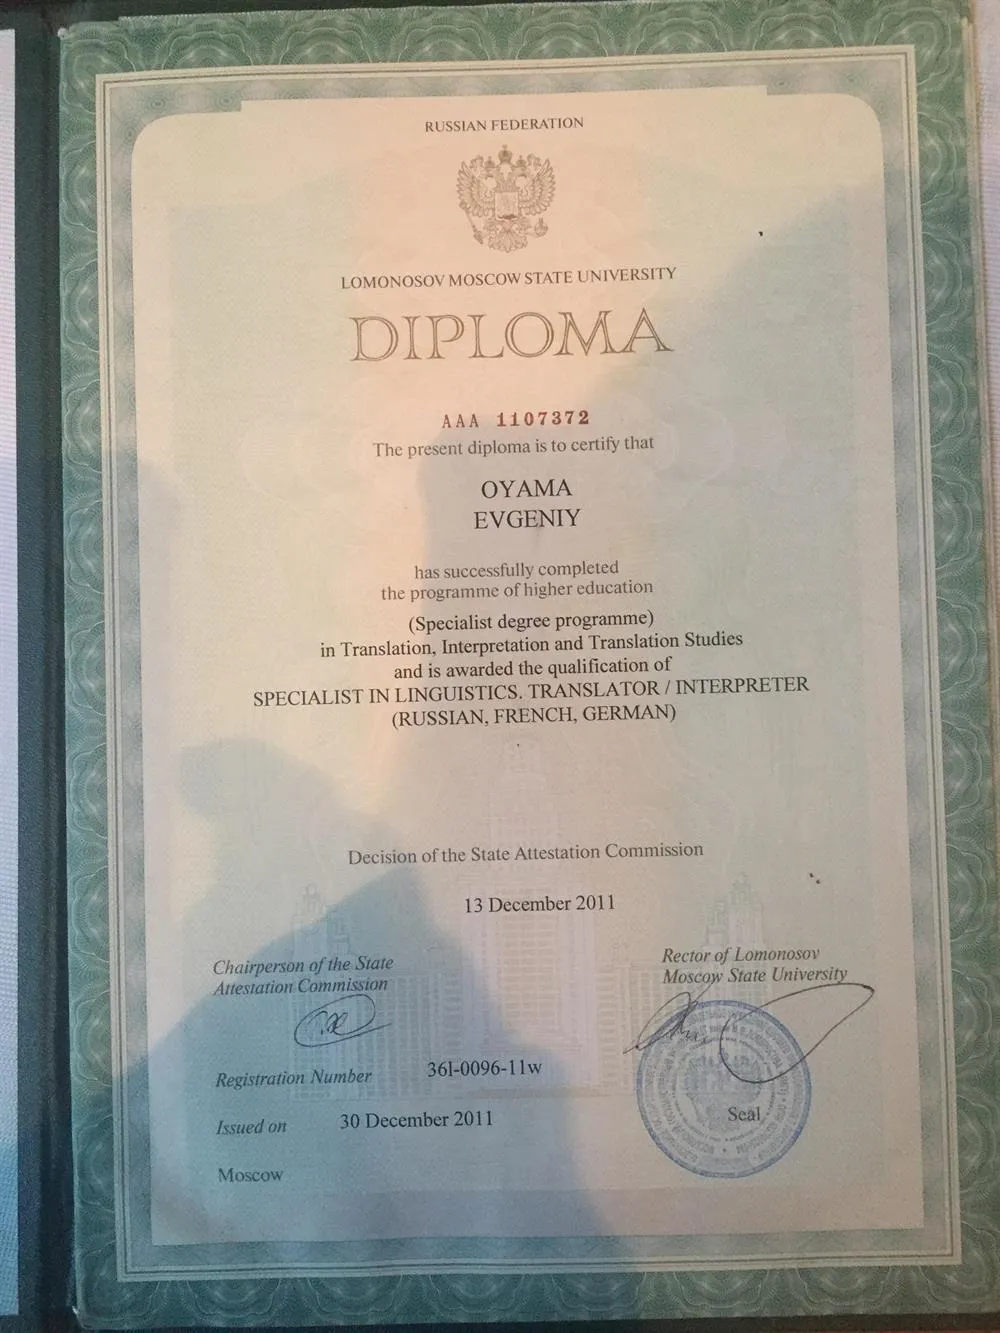 RUSSIAN FEDERATION
LOMONOSOV MOSCOW STATE UNIVERSITY
DIPLOMA
AAA 1107372
The present diploma is to certify that
OYAMA
EVGENIY
has successfully completed
the programme of higher education
(Specialist degree programme)
in Translation, Interpretation and Translation Studies
and is awarded the qualification of
SPECIALIST IN LINGUISTICS. TRANSLATOR / INTERPRETER
(RUSSIAN, FRENCH, GERMAN)
Decision of the State Attestation Commission
13 December 2011
Chairperson of the State
Attestation Commission
Rector of Lomonosov
Moscow State University
Registration Number 36I-0096-11w
Seal
Issued on 30 December 2011
Moscow